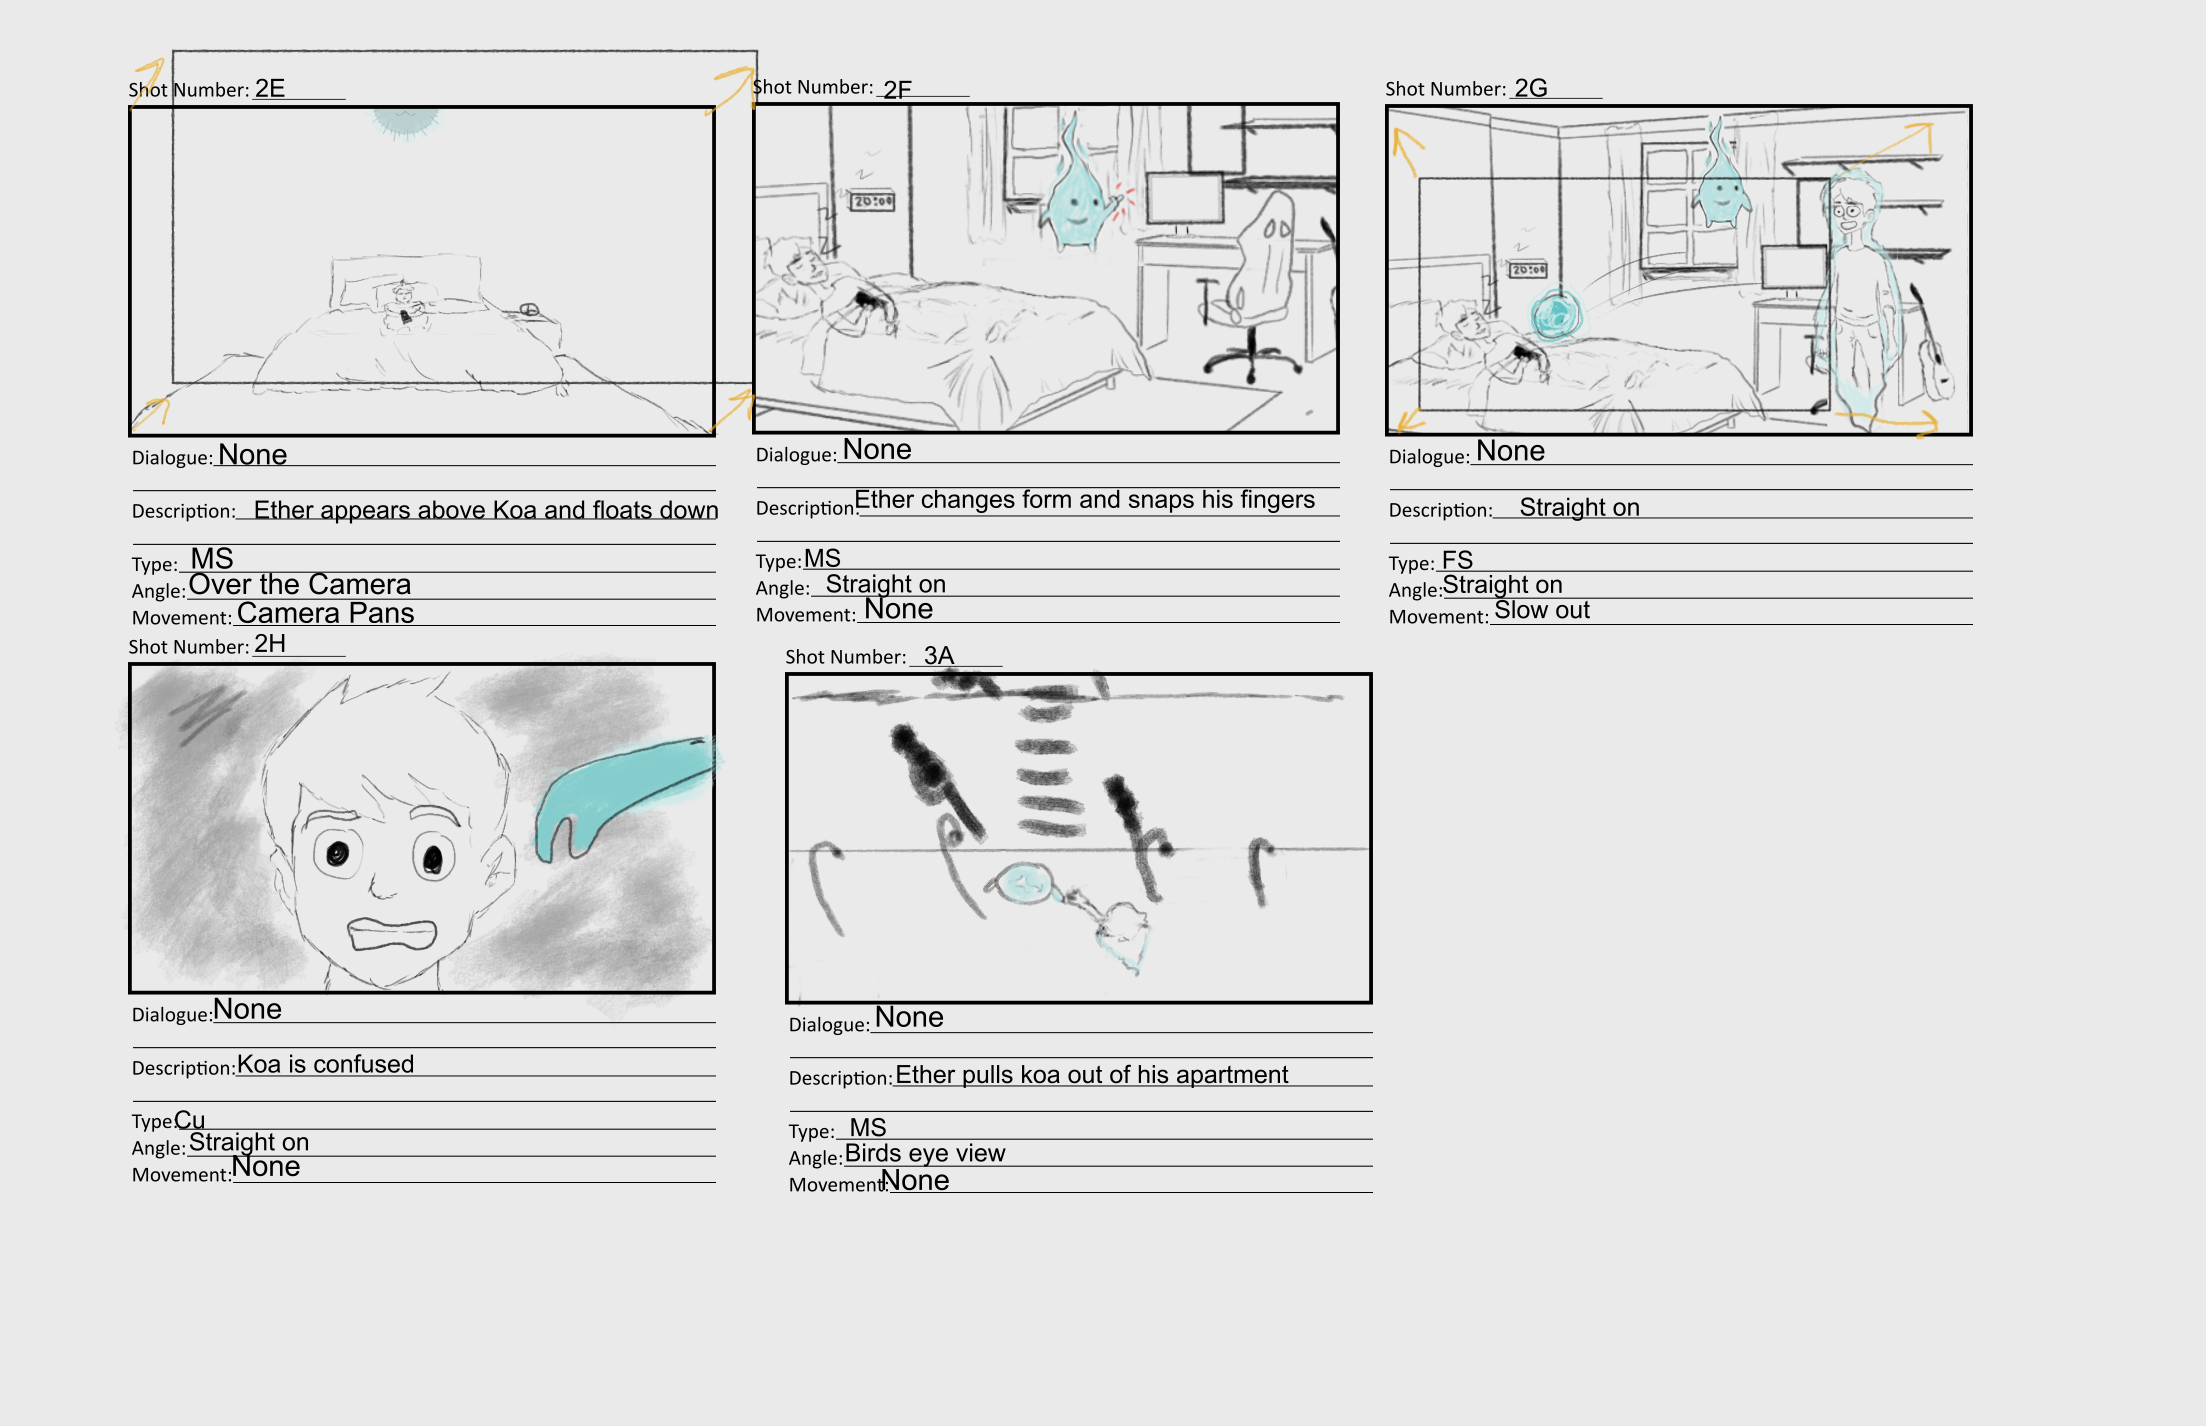 Shot Number: 2E
20:00
Dialogue: None
Description: Ether appears above Koa and floats down
Type: MS
Angle: Over the Camera
Movement: Camera Pans
Shot Number: 2F
20:00
Dialogue: None
Description: Ether changes form and snaps his fingers
Type: MS
Angle: Straight on
Movement: None
Shot Number: 2G
20:00
Dialogue: None
Description: Straight on
Type: FS
Angle: Straight on
Movement: Slow out
Shot Number: 2H
Dialogue: None
Description: Koa is confused
Type: Cu
Angle: Straight on
Movement: None
Shot Number: 3A
Dialogue: None
Description: Ether pulls koa out of his apartment
Type: MS
Angle: Birds eye view
Movement: None